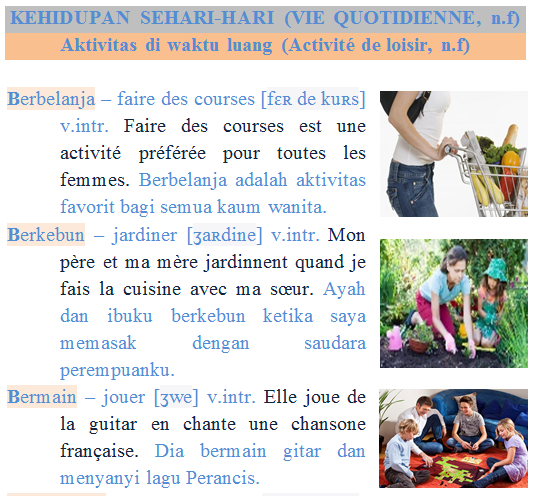 KEHIDUPAN SEHARI-HARI (VIE QUOTIDIENNE, n.f)
Aktivitas di waktu luang (Activité de loisir, n.f)
Berbelanja – faire des courses [fɛʀ de kuʀs]
v.intr. Faire des courses est une
activité préférée pour toutes les
femmes. Berbelanja adalah aktivitas
favorit bagi semua kaum wanita.
Berkebun – jardiner [ʒaʀdine] v.intr. Mon
père et ma mère jardinnent quand je
fais la cuisine avec ma sœur. Ayah
dan ibuku berkebun ketika saya
memasak dengan saudara
perempuanku.
Bermain – jouer [ʒwe] v.intr. Elle joue de
la guitar en chante une chansone
française. Dia bermain gitar dan
menyanyi lagu Perancis.